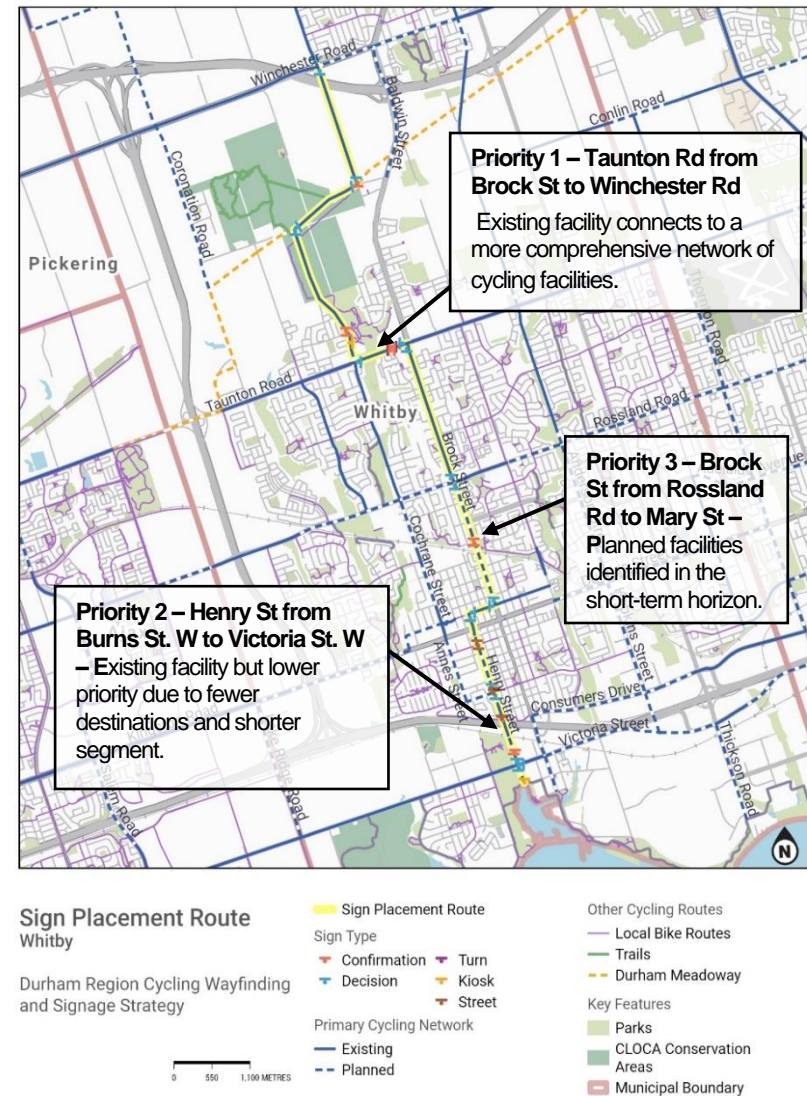 Winchester Road
Baldwin Street
Conlin Road
Coronation Road
Priority 1 – Taunton Rd from
Brock St to Winchester Rd
Existing facility connects to a
more comprehensive network of
cycling facilities.
Pickering
Thornton Road
Taunton Road
Whitby
Rossland Road
Brock Street
Priority 3 – Brock
St from Rossland
Rd to Mary St –
Planned facilities
identified in the
short-term horizon.
Cochrane Street
Priority 2 – Henry St from
Burns St. W to Victoria St. W
– Existing facility but lower
priority due to fewer
destinations and shorter
segment.
Annes Street
Henry Street
Consumers Drive
Victoria Street
Thickson Road
N
Sign Placement Route
Whitby
Durham Region Cycling Wayfinding
and Signage Strategy
0 550 1,100 METRES
Sign Placement Route
Sign Type
Confirmation Turn
Decision Kiosk
Street
Primary Cycling Network
Existing
Planned
Other Cycling Routes
Local Bike Routes
Trails
Durham Meadoway
Key Features
Parks
CLOCA Conservation
Areas
Municipal Boundary